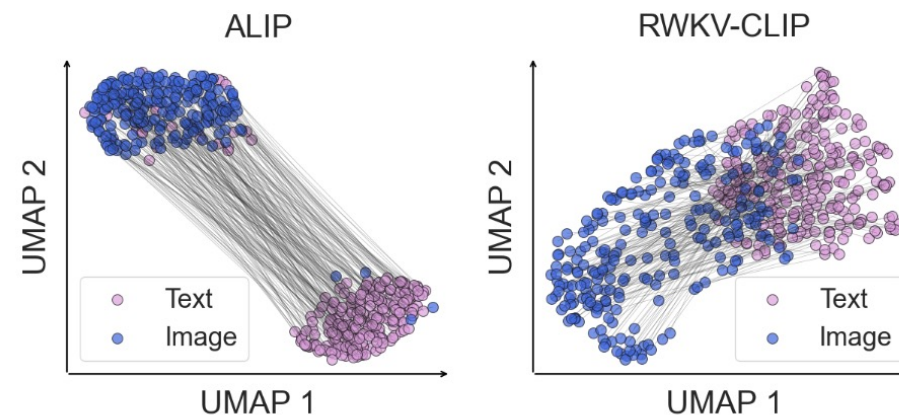 ALIP
UMAP 2
Text
Image
UMAP 1
RWKV-CLIP
UMAP 2
Text
Image
UMAP 1